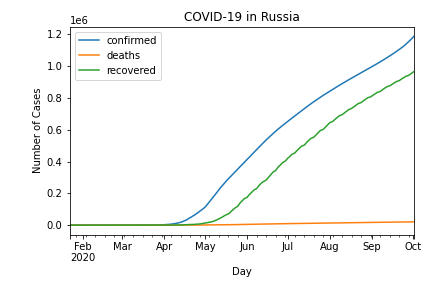 COVID-19 in Russia
1e6
confirmed
deaths
recovered
1.2
1.0
0.8
0.6
0.4
0.2
0.0
Number of Cases
Feb Mar Apr May Jun Jul Aug Sep Oct
2020
Day